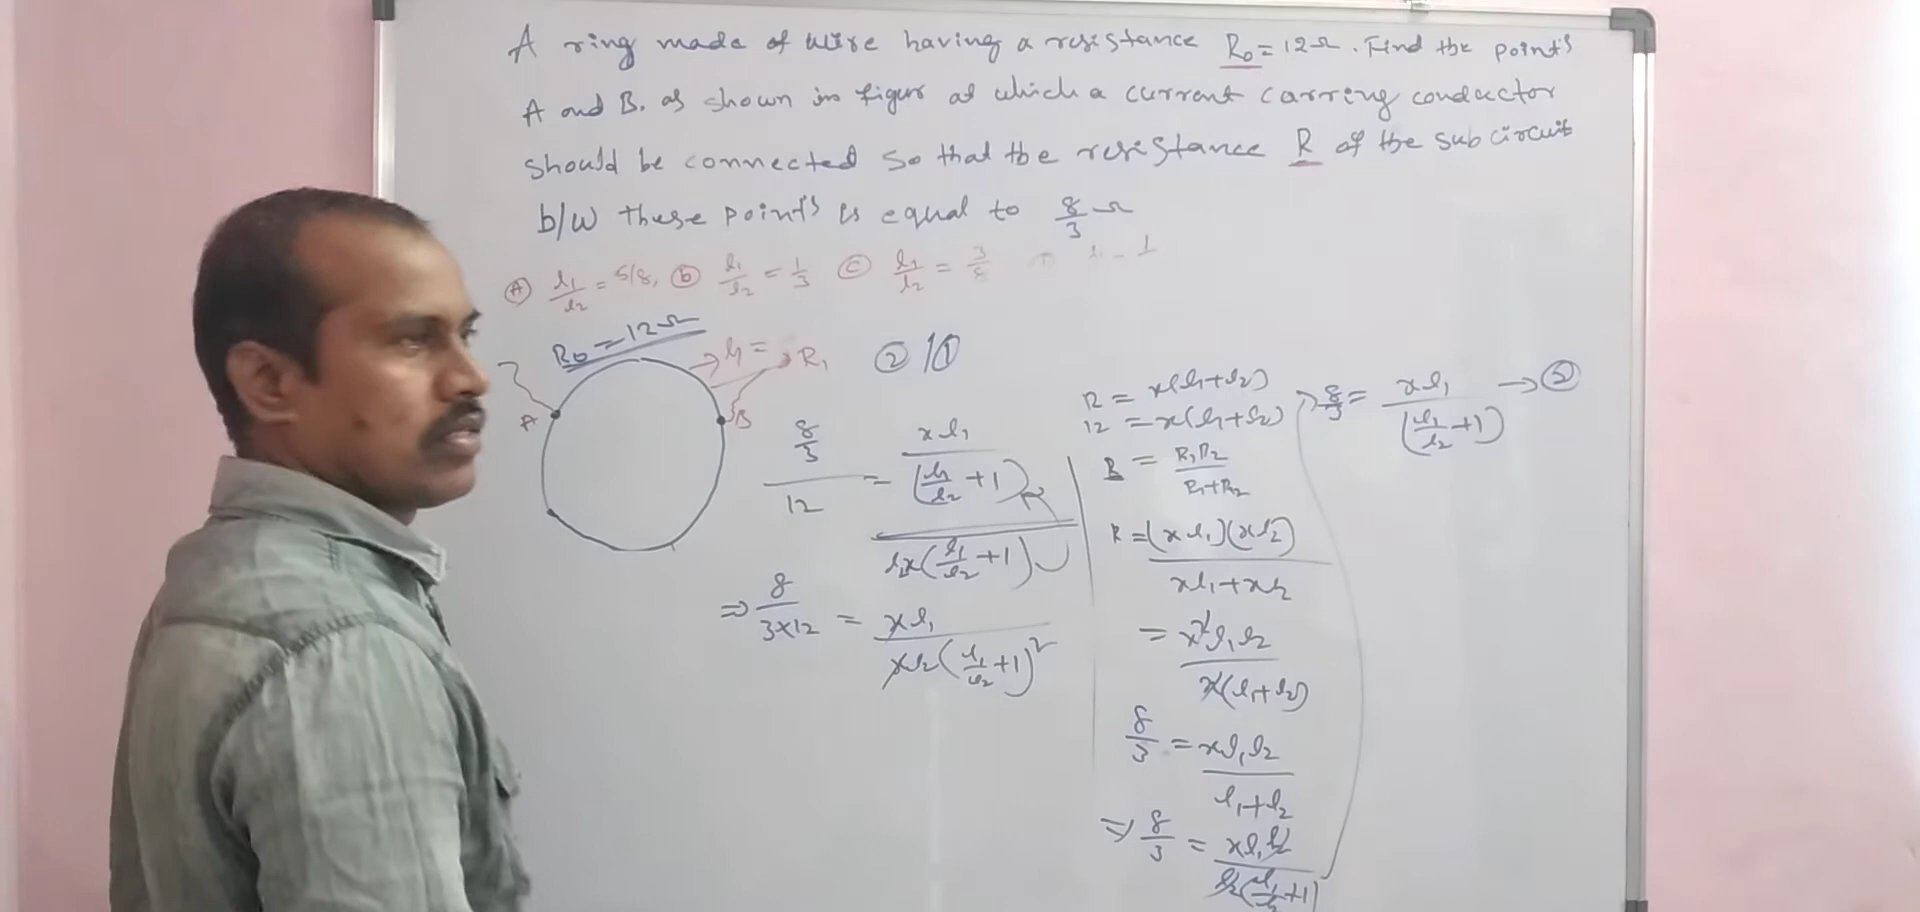 A ring made of wire having a resistance R₀ = 12Ω. Find the points
A and B. as shown in figur at which a current carring conductor
should be connected so that the resistance R of the sub circuit
b/w these points is equal to 8/3 Ω
Ⓐ l₁/l₂ = 5/8, ⓑ l₁/l₂ = 1/3 Ⓒ l₁/l₂ = 3/8
R₀ = 12Ω
→ l₁ = → R₁
A
B
② / ①
8/3 / 12 = xl₁/(l₁/l₂ + 1) / l₂x(l₁/l₂ + 1)
⇒ 8/(3×12) = xl₁/(xl₂(l₁/l₂ + 1)²)
R = x(l₁+l₂)
12 = x(l₁+l₂)
R = R₁R₂/(R₁+R₂)
R = (xl₁)(xl₂)/(xl₁+xl₂)
= x²l₁l₂/(x(l₁+l₂))
8/3 = xl₁l₂/(l₁+l₂)
⇒ 8/3 = xl₁l₂/(l₂(l₁/l₂+1))
⇒ 8/3 = xl₁/(l₁/l₂+1) → ②